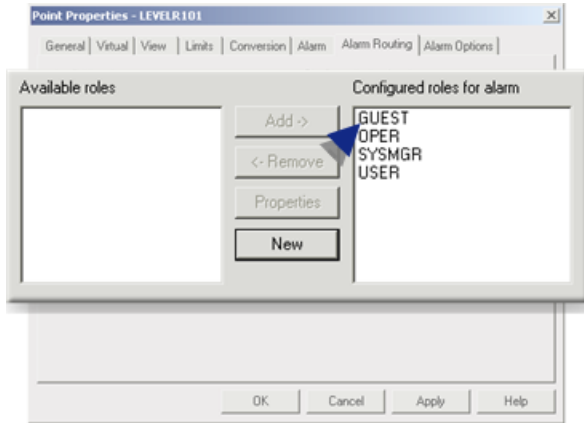 Point Properties - LEVELR101
General Virtual View Limits Conversion Alarm Alarm Routing Alarm Options
Available roles Configured roles for alarm
Add -> GUEST
OPER
<- Remove SYSMGR
USER
Properties
New
OK Cancel Apply Help